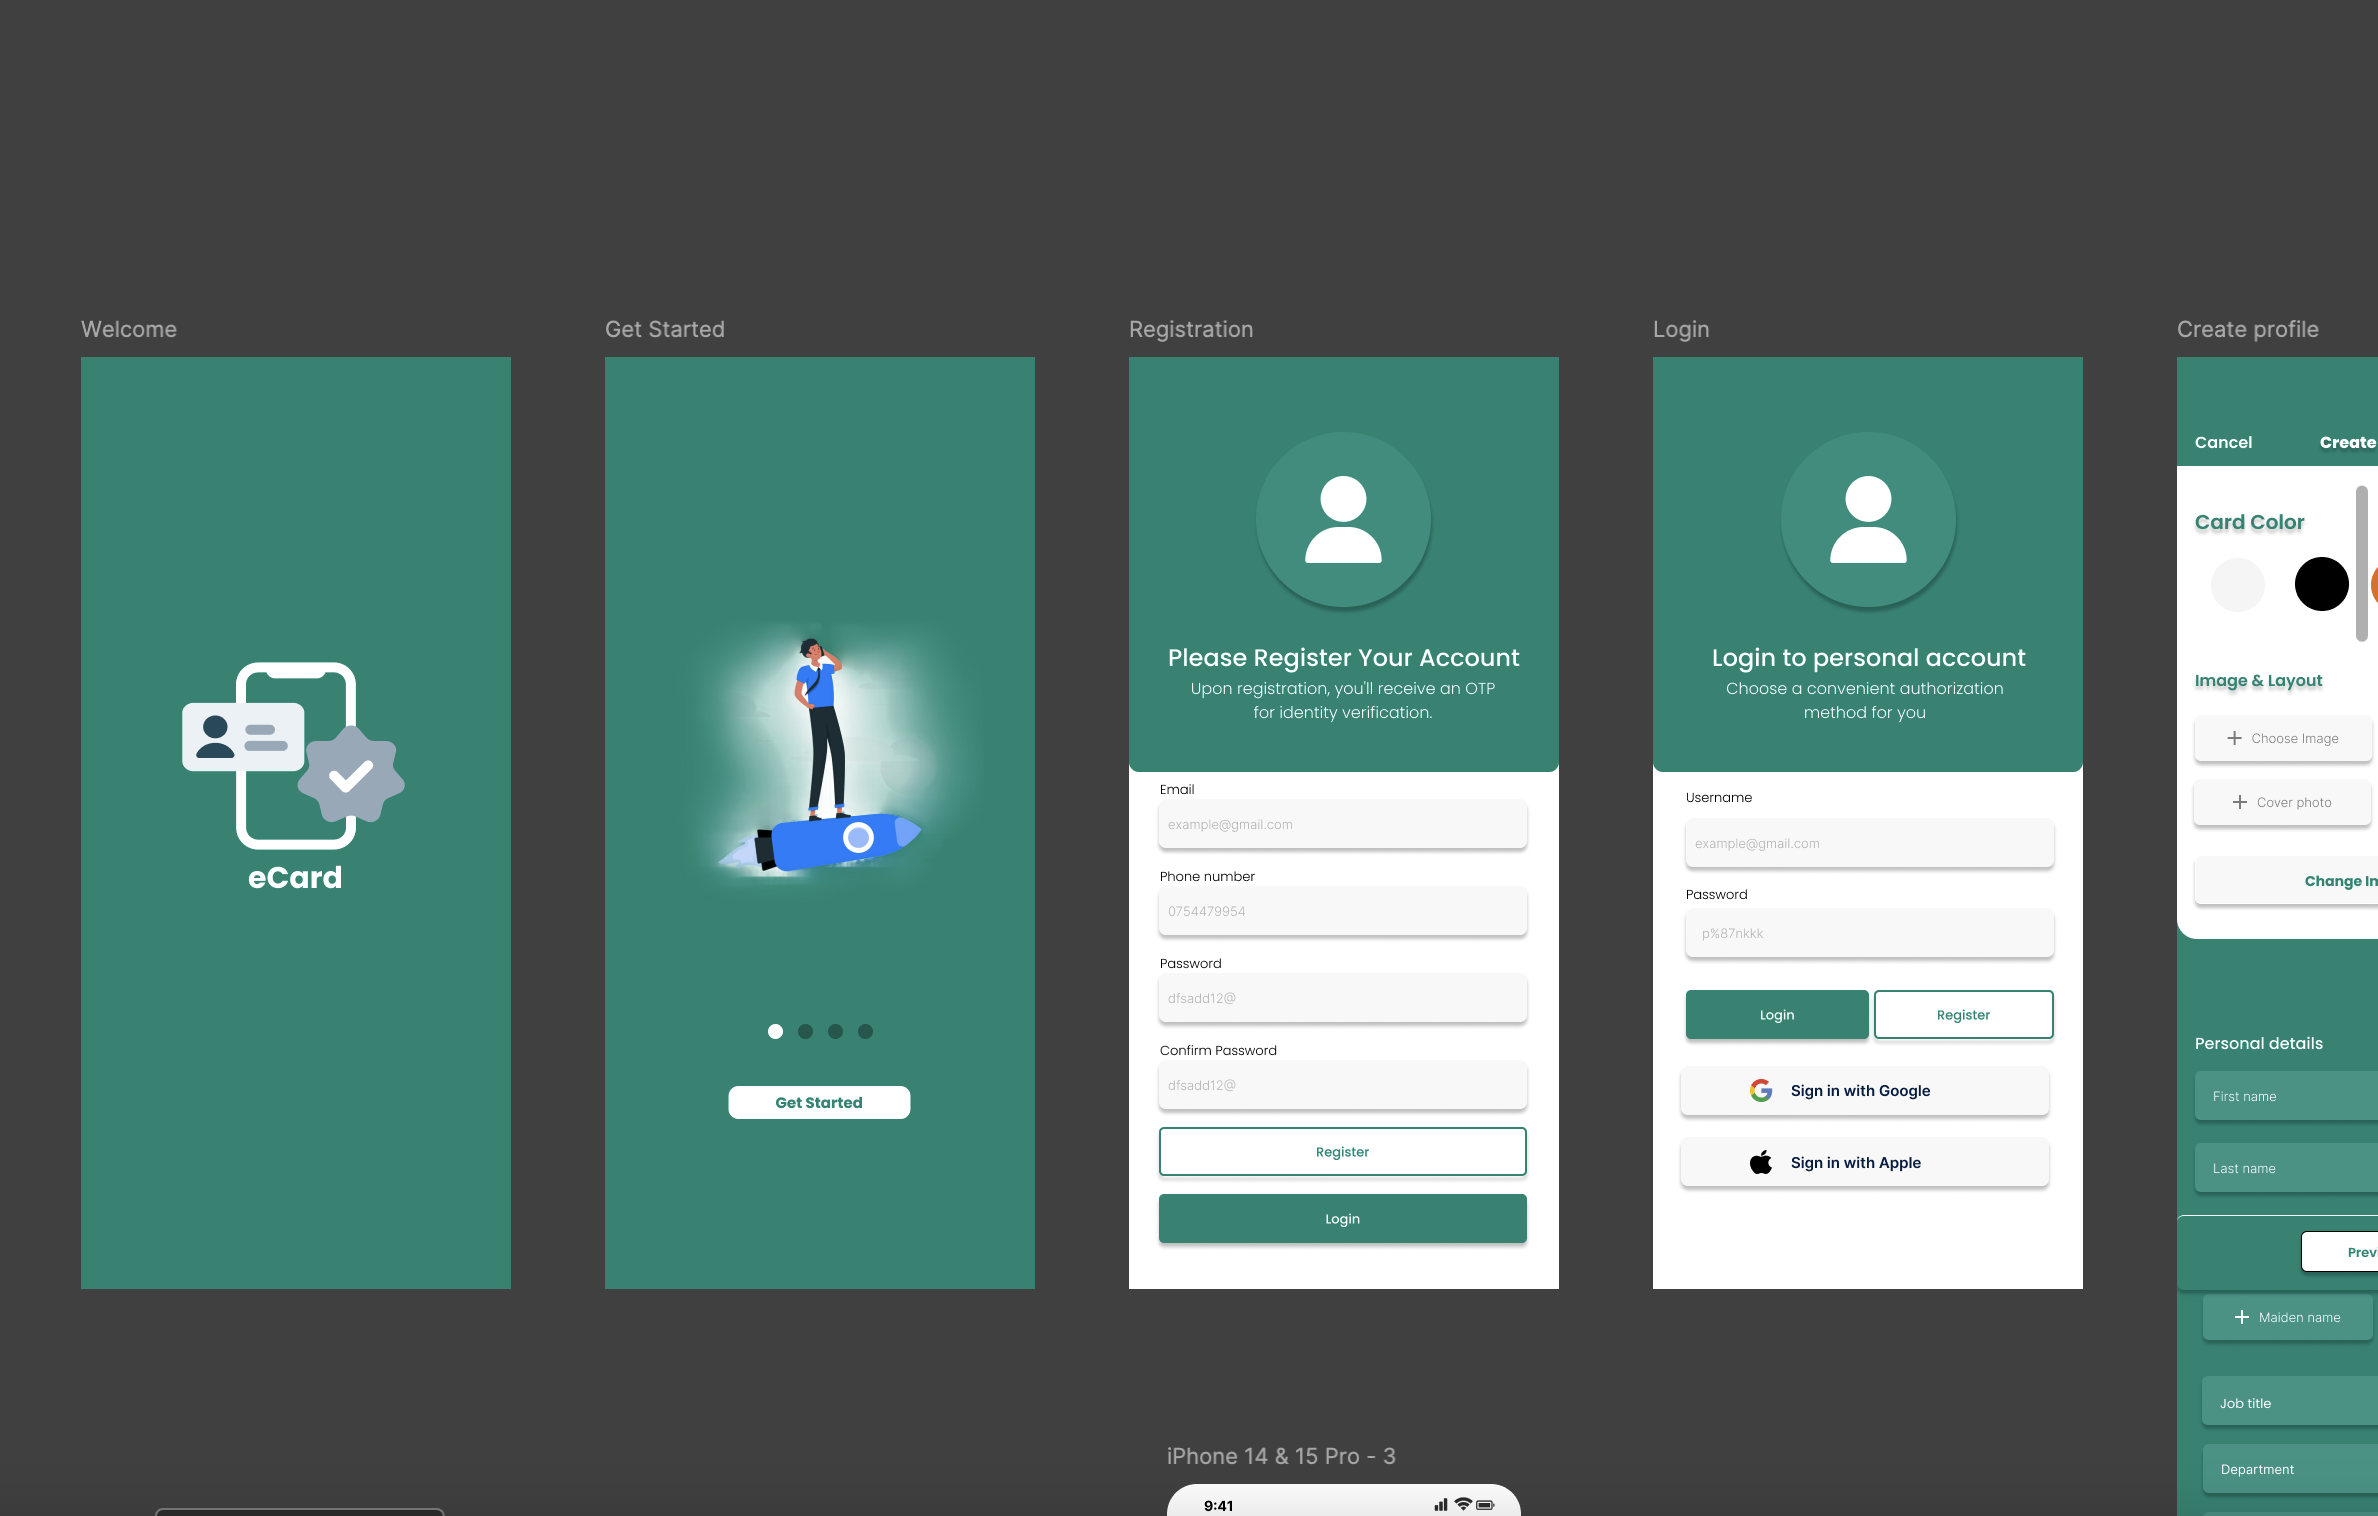 Welcome
eCard
Get Started
Get Started
Registration
Please Register Your Account
Upon registration, you'll receive an OTP
for identity verification.
Email
example@gmail.com
Phone number
0754479954
Password
dfsadd12@
Confirm Password
dfsadd12@
Register
Login
Login
Login to personal account
Choose a convenient authorization
method for you
Username
example@gmail.com
Password
p%87nkkk
Login
Register
Sign in with Google
Sign in with Apple
Create profile
Cancel
Create
Card Color
Image & Layout
Choose Image
Cover photo
Change Im
Personal details
First name
Last name
Prev
Maiden name
Job title
Department
iPhone 14 & 15 Pro - 3
9:41